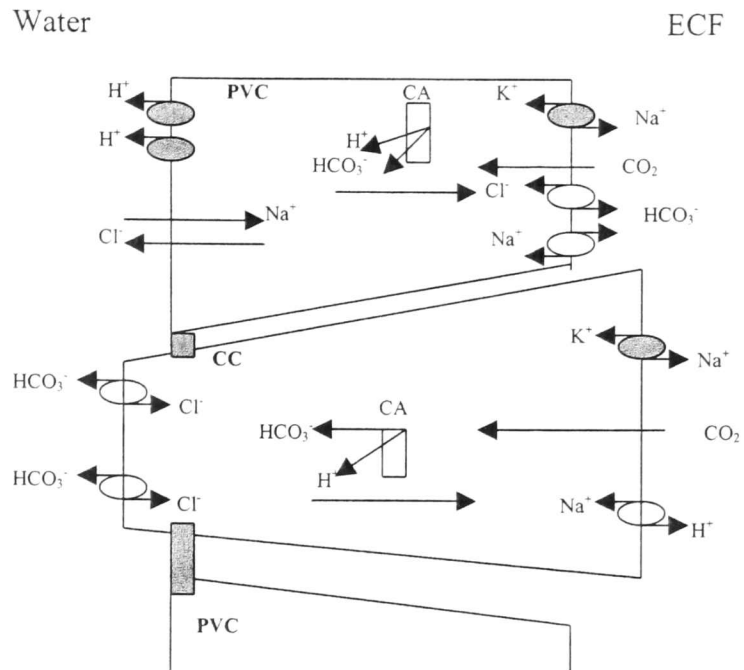 Water
ECF
PVC
CA
H⁺
H⁺
K⁺
Na⁺
H⁺
HCO₃⁻
CO₂
Cl⁻
HCO₃⁻
Na⁺
Cl⁻
Na⁺
CC
K⁺
Na⁺
HCO₃⁻
Cl⁻
CA
HCO₃⁻
CO₂
H⁺
HCO₃⁻
Cl⁻
Na⁺
H⁺
PVC